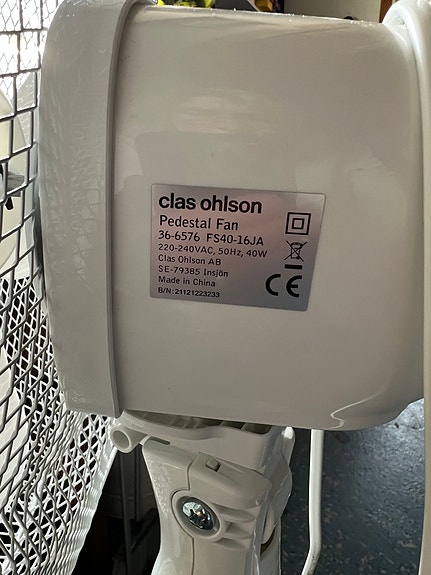 clas ohlson
Pedestal Fan
36-6576 FS40-16JA
220-240VAC, 50Hz, 40W
Clas Ohlson AB
SE-79385 Insjön
Made in China
B/N:21121223233
CE